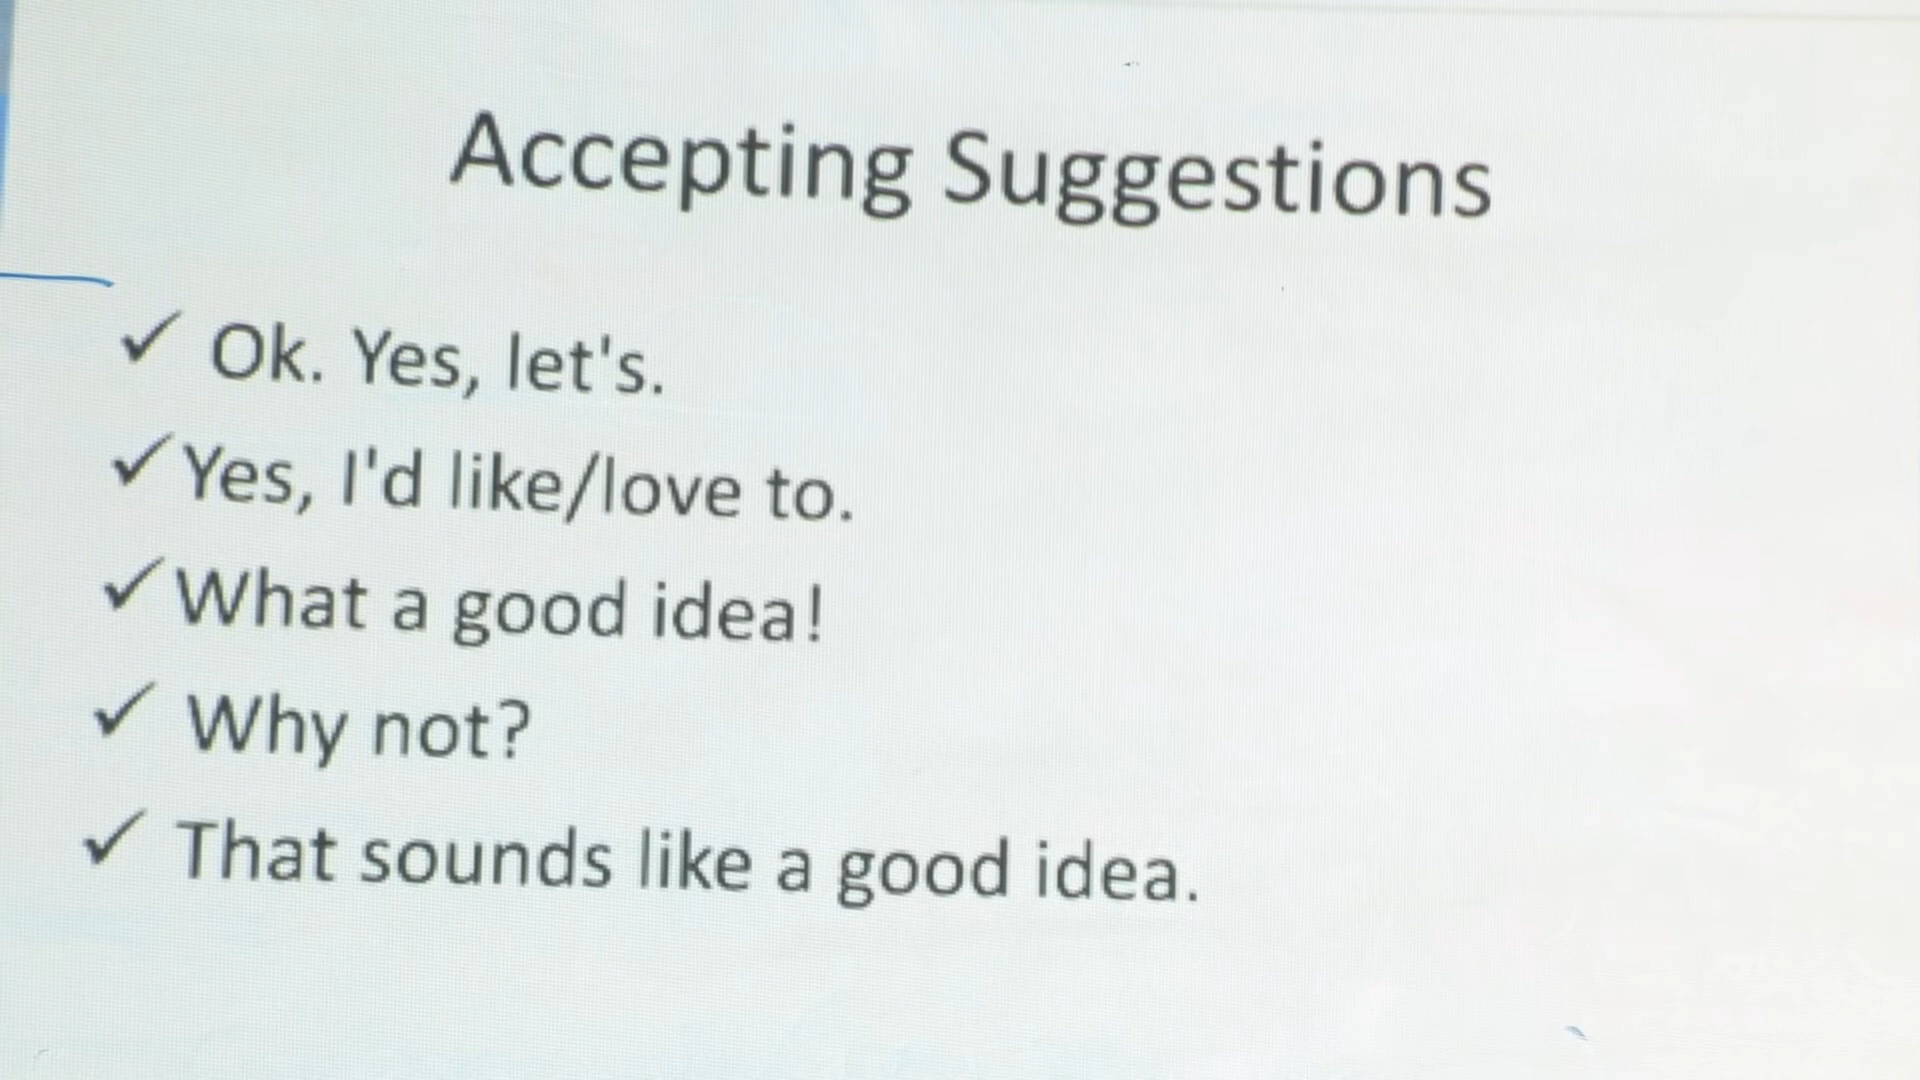 Accepting Suggestions
✓ Ok. Yes, let's.
✓ Yes, I'd like/love to.
✓ What a good idea!
✓ Why not?
✓ That sounds like a good idea.